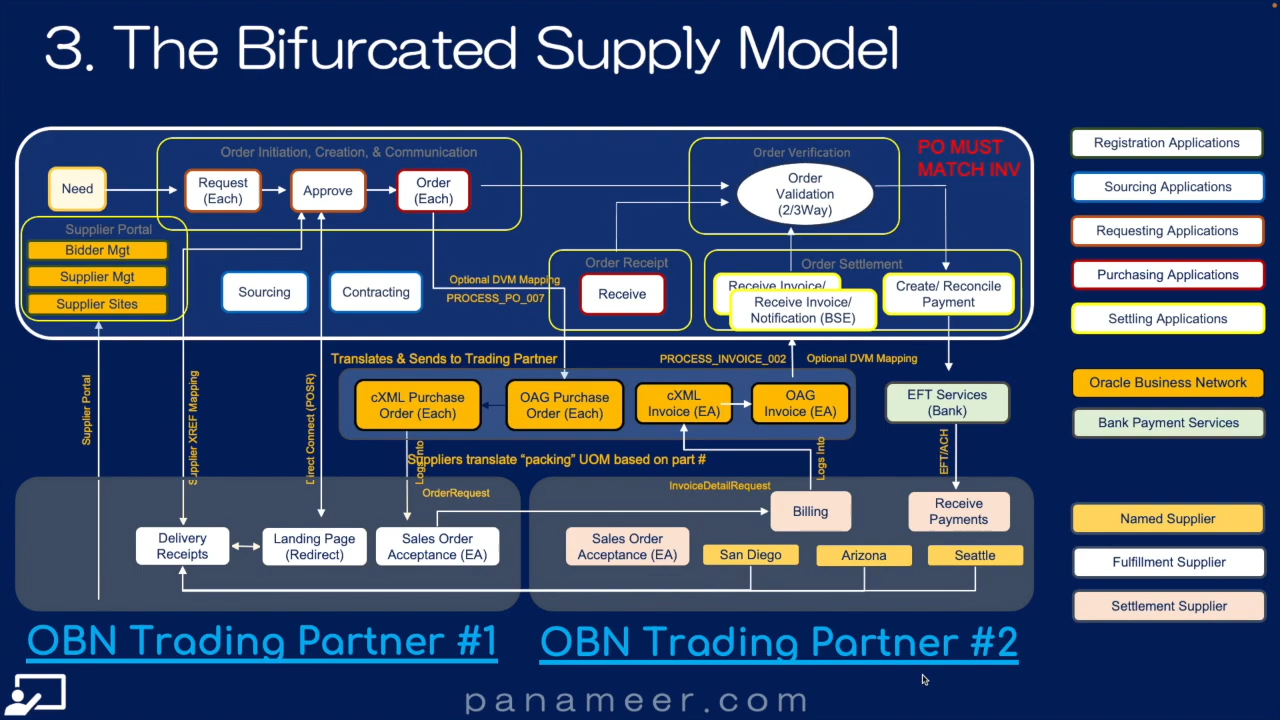 3. The Bifurcated Supply Model
Order Initiation, Creation, & Communication
Need
Request
(Each)
Approve
Order
(Each)
Order Verification
Order
Validation
(2/3Way)
PO MUST
MATCH INV
Supplier Portal
Bidder Mgt
Supplier Mgt
Supplier Sites
Sourcing
Contracting
Optional DVM Mapping
PROCESS_PO_007
Order Receipt
Receive
Order Settlement
Receive Invoice/
Receive Invoice/
Notification (BSE)
Create/ Reconcile
Payment
Translates & Sends to Trading Partner
PROCESS_INVOICE_002
Optional DVM Mapping
cXML Purchase
Order (Each)
OAG Purchase
Order (Each)
cXML
Invoice (EA)
OAG
Invoice (EA)
EFT Services
(Bank)
Supplier Portal
Supplier XREF Mapping
Direct Connect (POSR)
Logs Into
Logs Into
EFT/ACH
Suppliers translate “packing” UOM based on part #
OrderRequest
InvoiceDetailRequest
Delivery
Receipts
Landing Page
(Redirect)
Sales Order
Acceptance (EA)
Sales Order
Acceptance (EA)
Billing
Receive
Payments
San Diego
Arizona
Seattle
OBN Trading Partner #1
OBN Trading Partner #2
Registration Applications
Sourcing Applications
Requesting Applications
Purchasing Applications
Settling Applications
Oracle Business Network
Bank Payment Services
Named Supplier
Fulfillment Supplier
Settlement Supplier
panameer.com